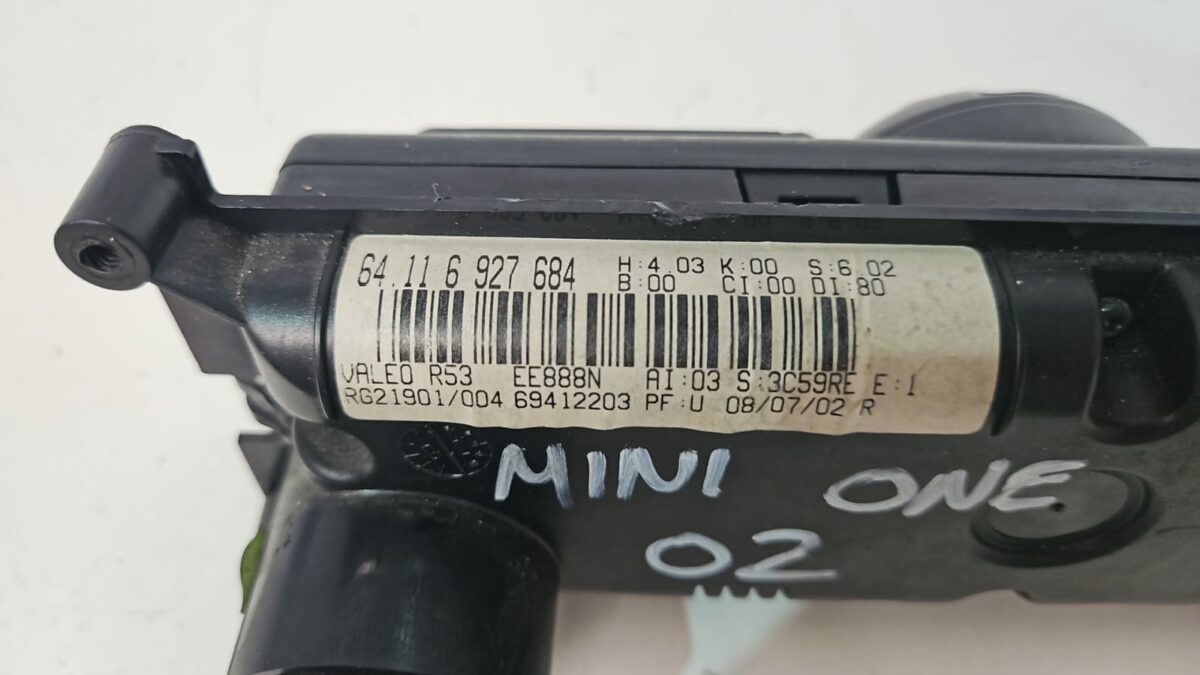 64.11 6 927 684 H:4.03 K:00 S:6.02
B:00 CI:00 DI:80
VALEO R53 EE888N AI:03 S:3C59RE E:1
RG21901/004 69412203 PF:U 08/07/02 R
MINI ONE
02